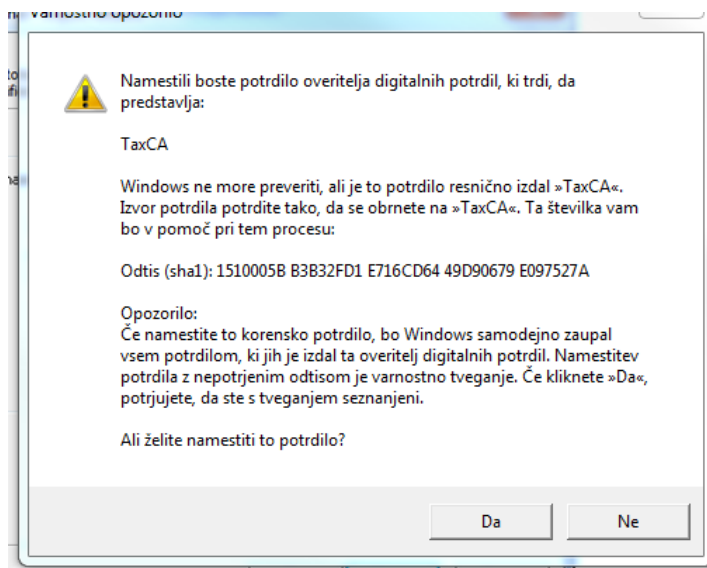 Varnostno opozorilo
Namestili boste potrdilo overitelja digitalnih potrdil, ki trdi, da
predstavlja:
TaxCA
Windows ne more preveriti, ali je to potrdilo resnično izdal »TaxCA«.
Izvor potrdila potrdite tako, da se obrnete na »TaxCA«. Ta številka vam
bo v pomoč pri tem procesu:
Odtis (sha1): 1510005B B3B32FD1 E716CD64 49D90679 E097527A
Opozorilo:
Če namestite to korensko potrdilo, bo Windows samodejno zaupal
vsem potrdilom, ki jih je izdal ta overitelj digitalnih potrdil. Namestitev
potrdila z nepotrjenim odtisom je varnostno tveganje. Če kliknete »Da«,
potrjujete, da ste s tveganjem seznanjeni.
Ali želite namestiti to potrdilo?
Da
Ne